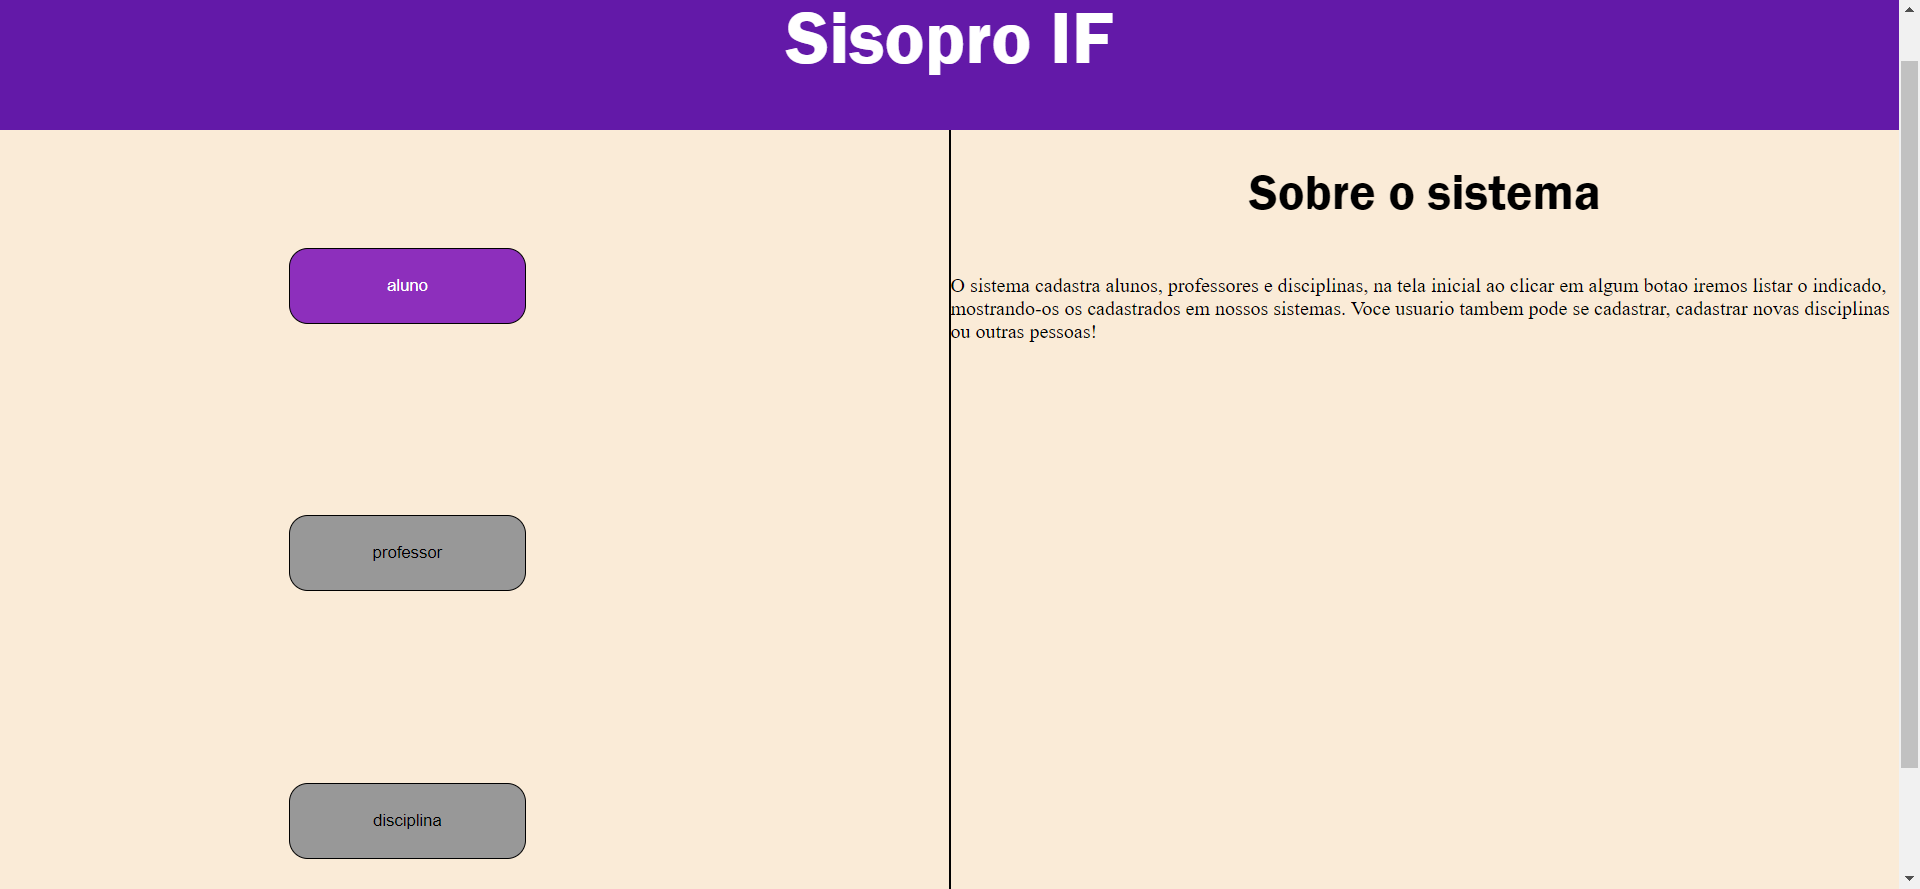 Sisopro IF
aluno
professor
disciplina
Sobre o sistema
O sistema cadastra alunos, professores e disciplinas, na tela inicial ao clicar em algum botao iremos listar o indicado,
mostrando-os os cadastrados em nossos sistemas. Voce usuario tambem pode se cadastrar, cadastrar novas disciplinas
ou outras pessoas!